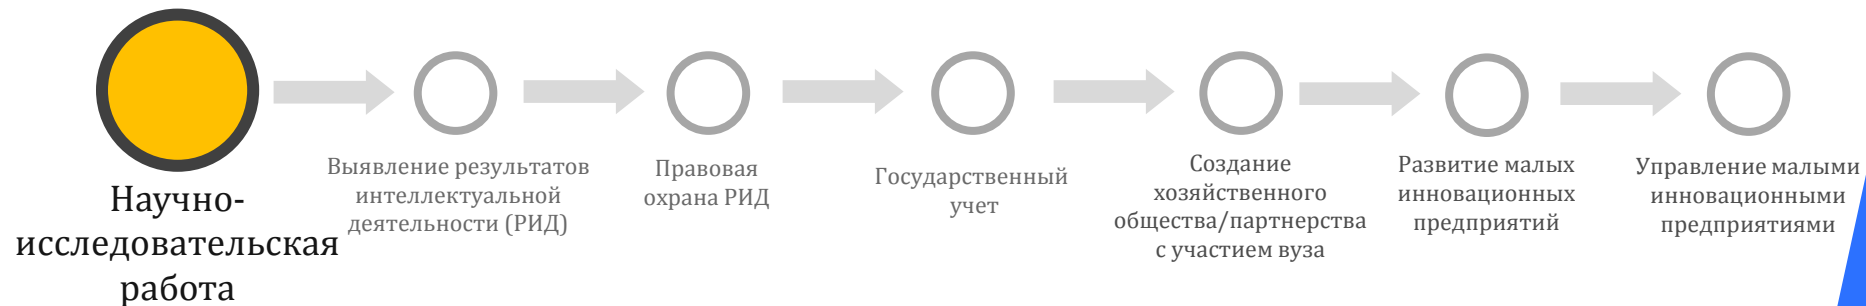 Научно-
исследовательская
работа
Выявление результатов
интеллектуальной
деятельности (РИД)
Правовая
охрана РИД
Государственный
учет
Создание
хозяйственного
общества/партнерства
с участием вуза
Развитие малых
инновационных
предприятий
Управление малыми
инновационными
предприятиями